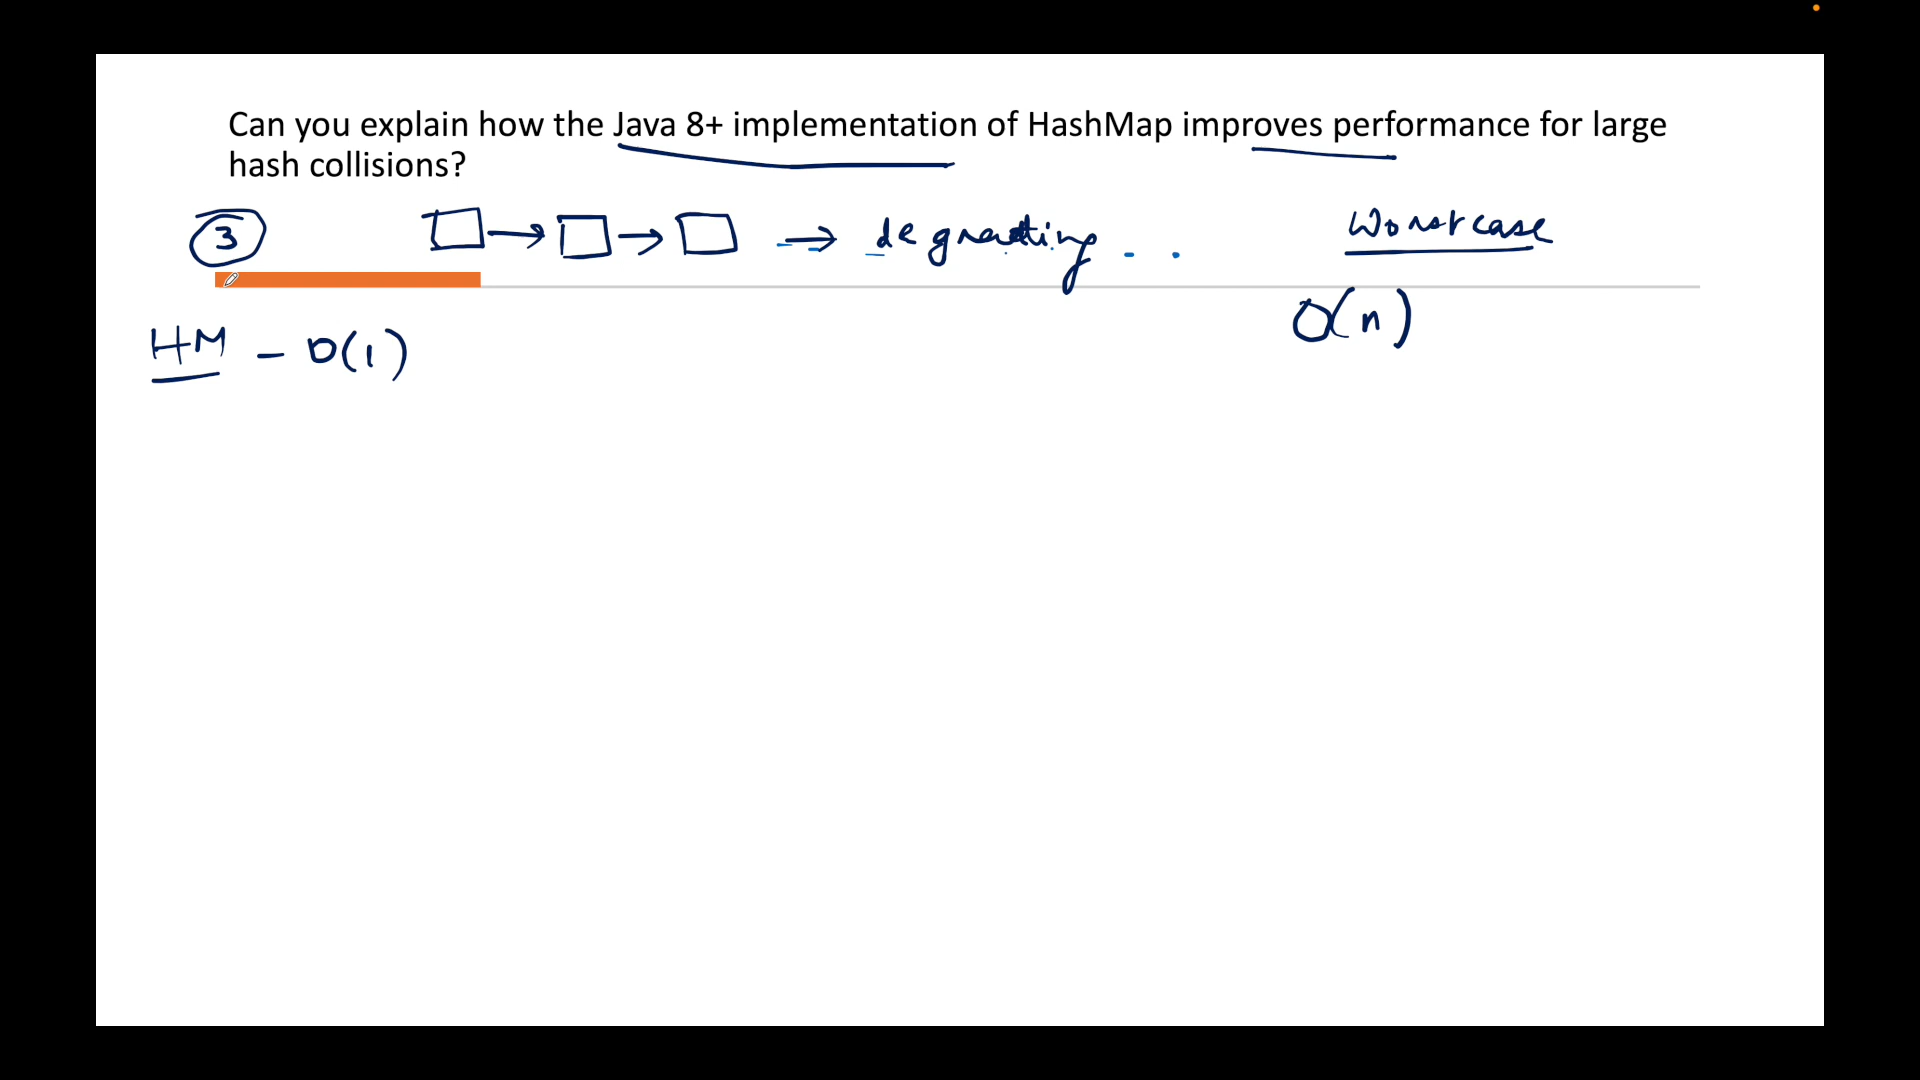 Can you explain how the Java 8+ implementation of HashMap improves performance for large
hash collisions?
3 → → → degrading . . Worst case
O(n)
HM - O(1)